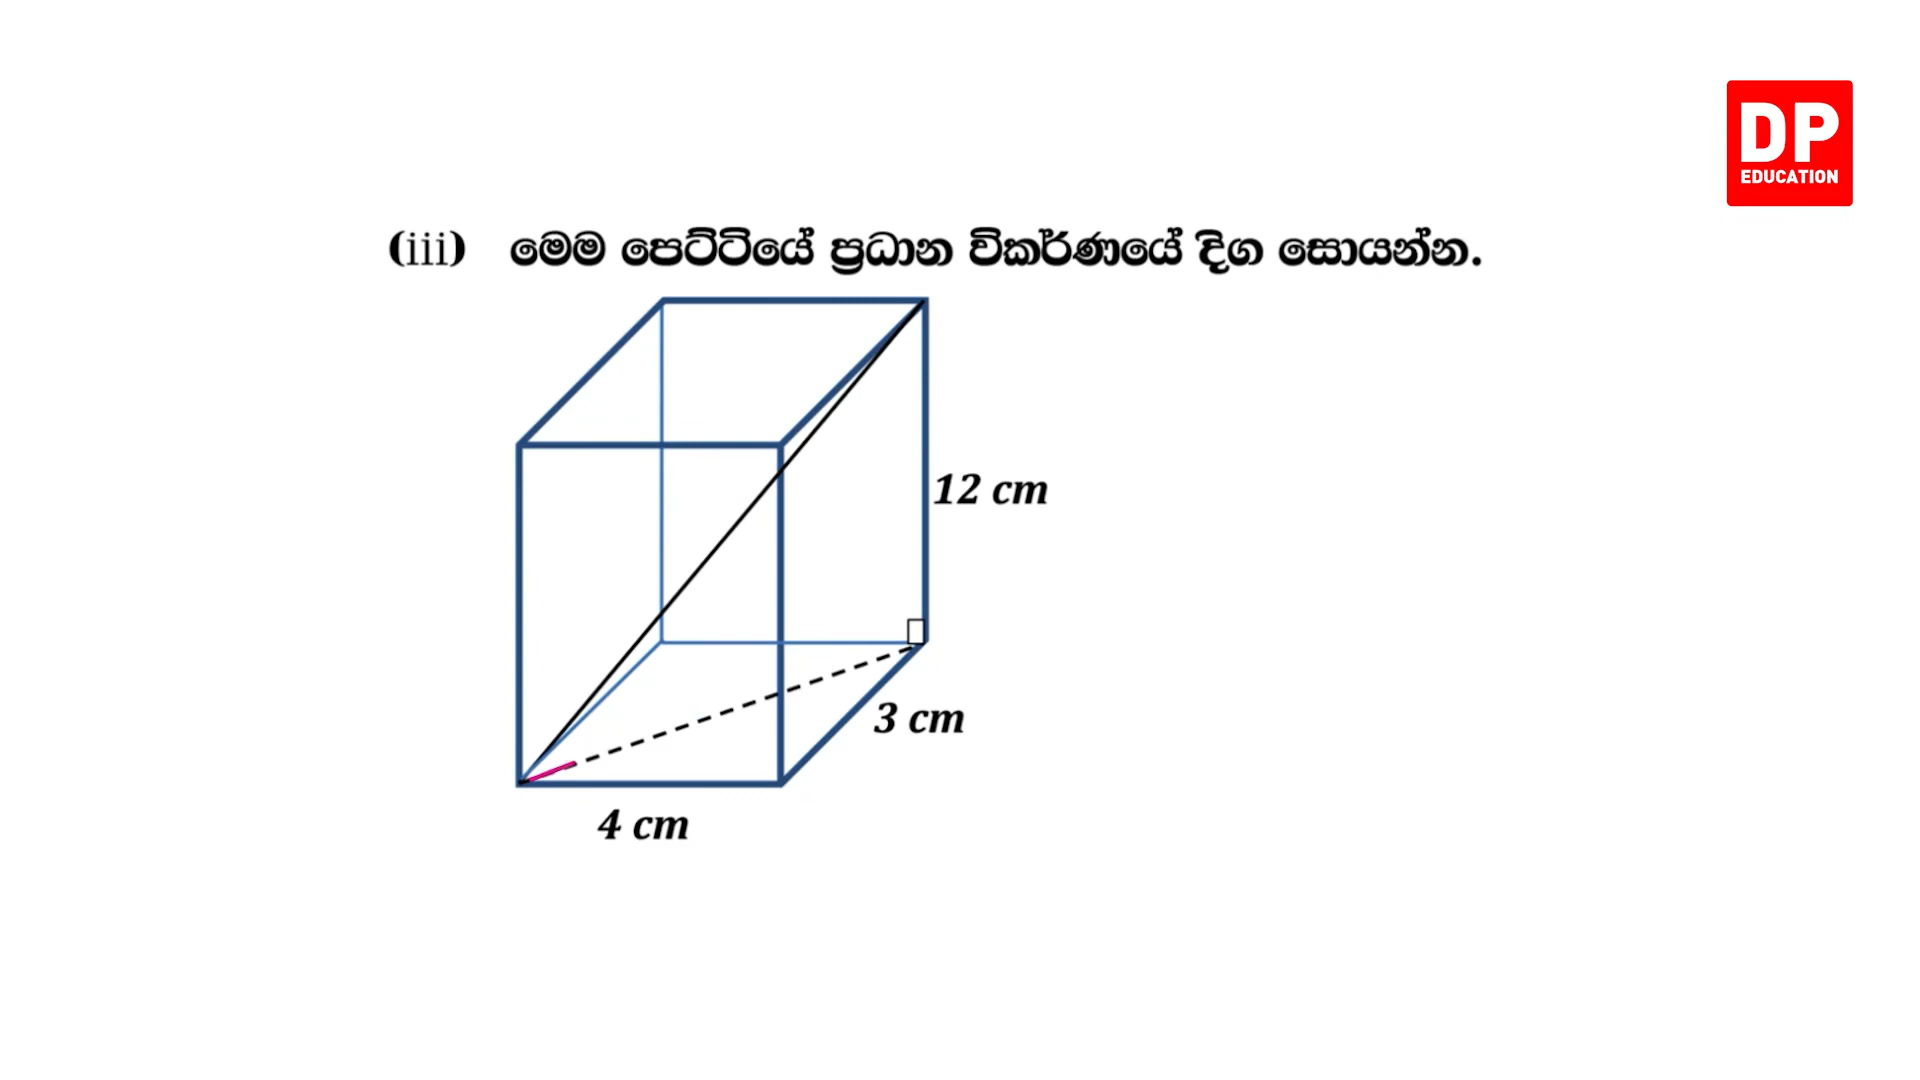 DP
EDUCATION
(iii) මෙම පෙට්ටියේ ප්‍රධාන විකර්ණයේ දිග සොයන්න.
12 cm
3 cm
4 cm